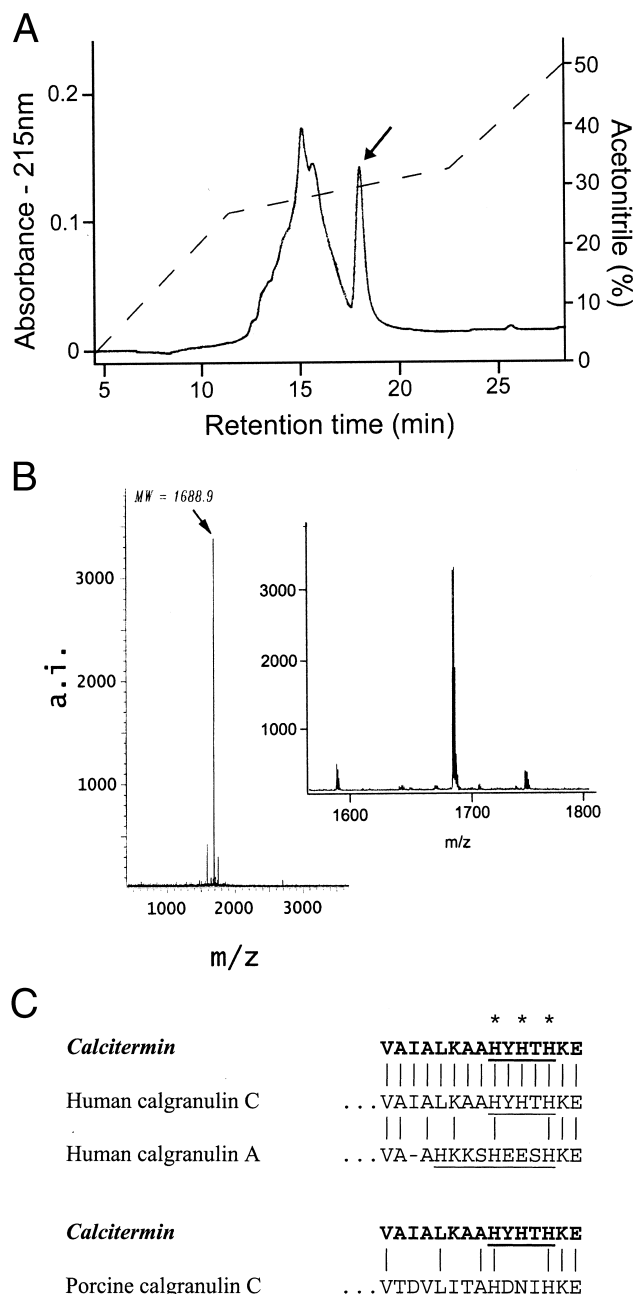 A
Absorbance - 215nm
0.2
0.1
0
50
40
30
20
10
0
Acetonitrile (%)
5 10 15 20 25
Retention time (min)
B
MW = 1688.9
a.i.
3000
2000
1000
1000 2000 3000
m/z
3000
2000
1000
1600 1700 1800
m/z
C
* * *
Calcitermin VAIALKAAHYHTHKE
Human calgranulin C ...VAIALKAAHYHTHKE
Human calgranulin A ...VA-AHKKSHEESHKE
Calcitermin VAIALKAAHYHTHKE
Porcine calgranulin C ...VTDVLITAHDNIHKE